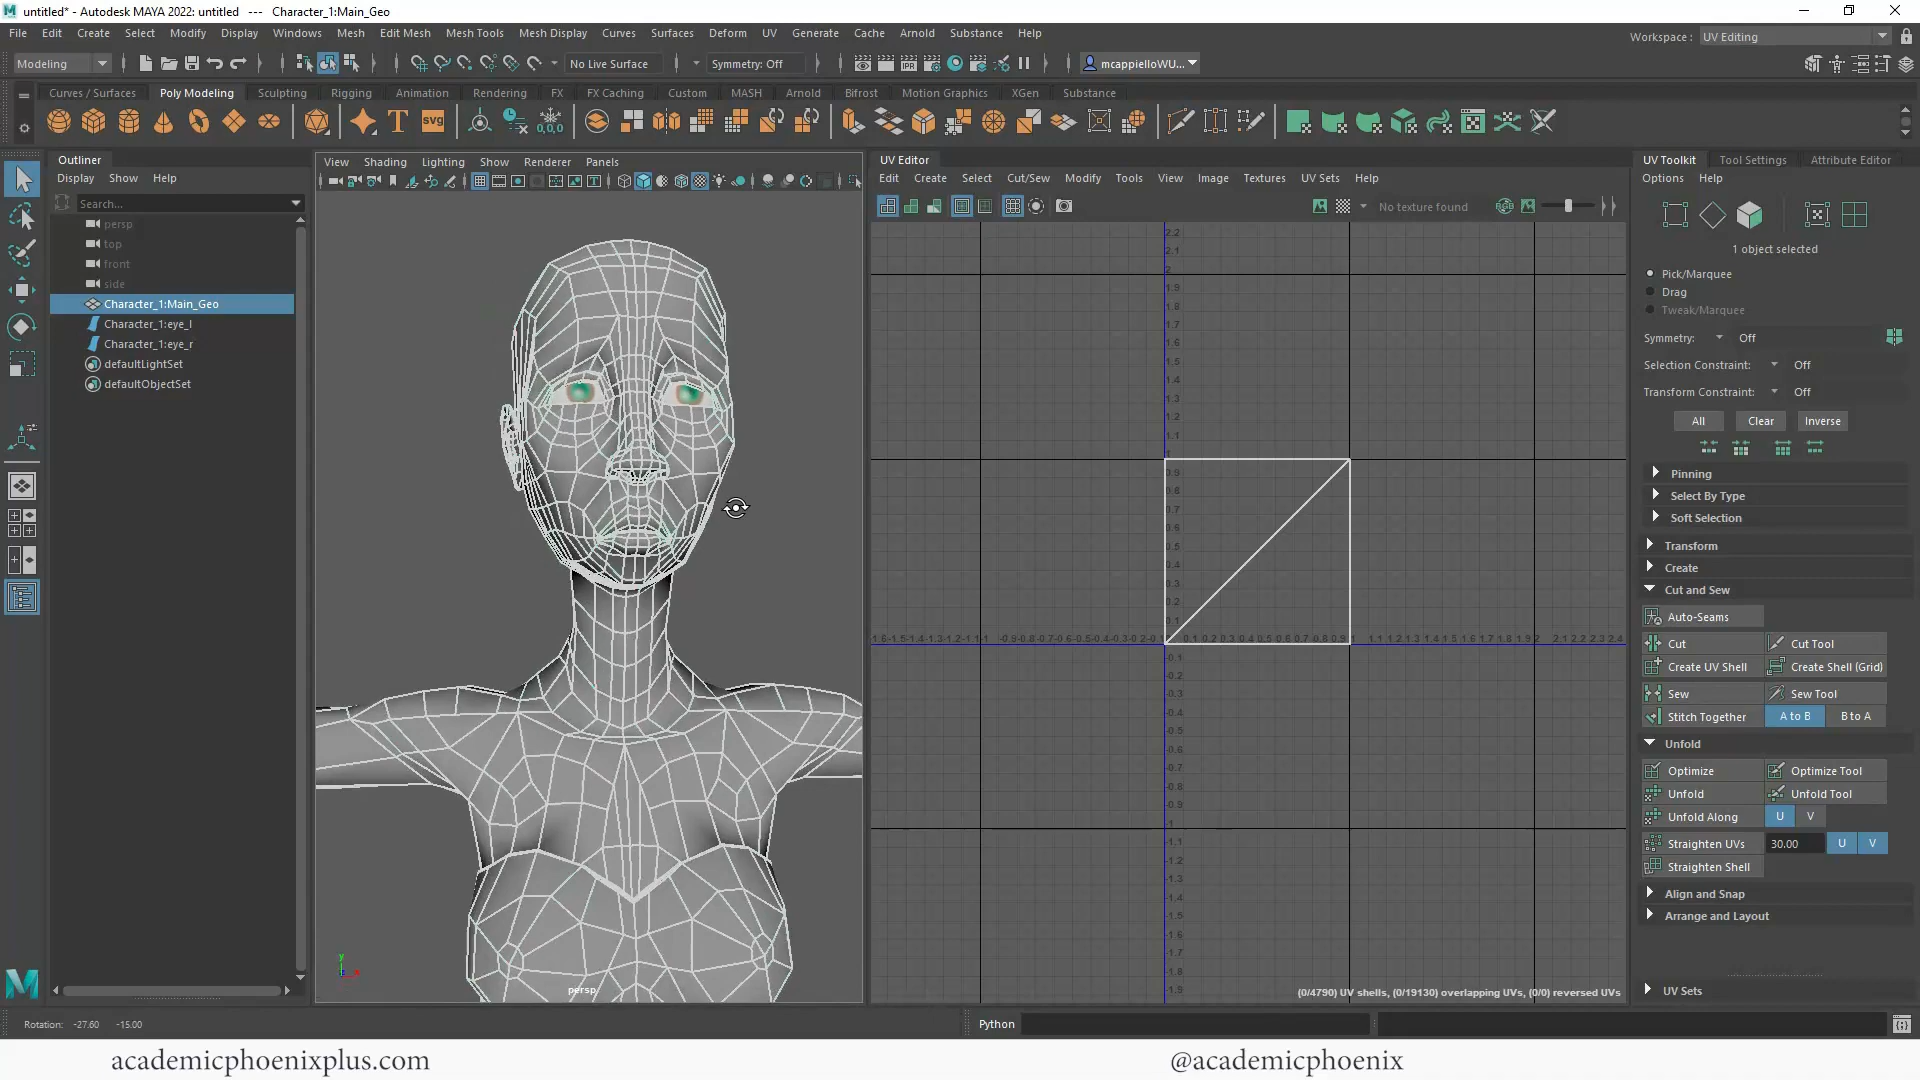 untitled* - Autodesk MAYA 2022: untitled --- Character_1:Main_Geo
File Edit Create Select Modify Display Windows Mesh Edit Mesh Mesh Tools Mesh Display Curves Surfaces Deform UV Generate Cache Arnold Substance Help
Workspace : UV Editing
Modeling
No Live Surface
Symmetry: Off
mcappielloWU...
Curves / Surfaces Poly Modeling Sculpting Rigging Animation Rendering FX FX Caching Custom MASH Arnold Bifrost Motion Graphics XGen Substance
SVG
0,0,0
Outliner
Display Show Help
Search...
persp
top
front
side
Character_1:Main_Geo
Character_1:eye_l
Character_1:eye_r
defaultLightSet
defaultObjectSet
View Shading Lighting Show Renderer Panels
persp
UV Editor
Edit Create Select Cut/Sew Modify Tools View Image Textures UV Sets Help
No texture found
(0/4790) UV shells, (0/19130) overlapping UVs, (0/0) reversed UVs
UV Toolkit Tool Settings Attribute Editor
Options Help
1 object selected
Pick/Marquee
Drag
Tweak/Marquee
Symmetry: Off
Selection Constraint: Off
Transform Constraint: Off
All Clear Inverse
Pinning
Select By Type
Soft Selection
Transform
Create
Cut and Sew
Auto-Seams
Cut Cut Tool
Create UV Shell Create Shell (Grid)
Sew Sew Tool
Stitch Together A to B B to A
Unfold
Optimize Optimize Tool
Unfold Unfold Tool
Unfold Along U V
Straighten UVs 30.00 U V
Straighten Shell
Align and Snap
Arrange and Layout
UV Sets
Rotation: -27.60 -15.00
Python
academicphoenixplus.com
@academicphoenix